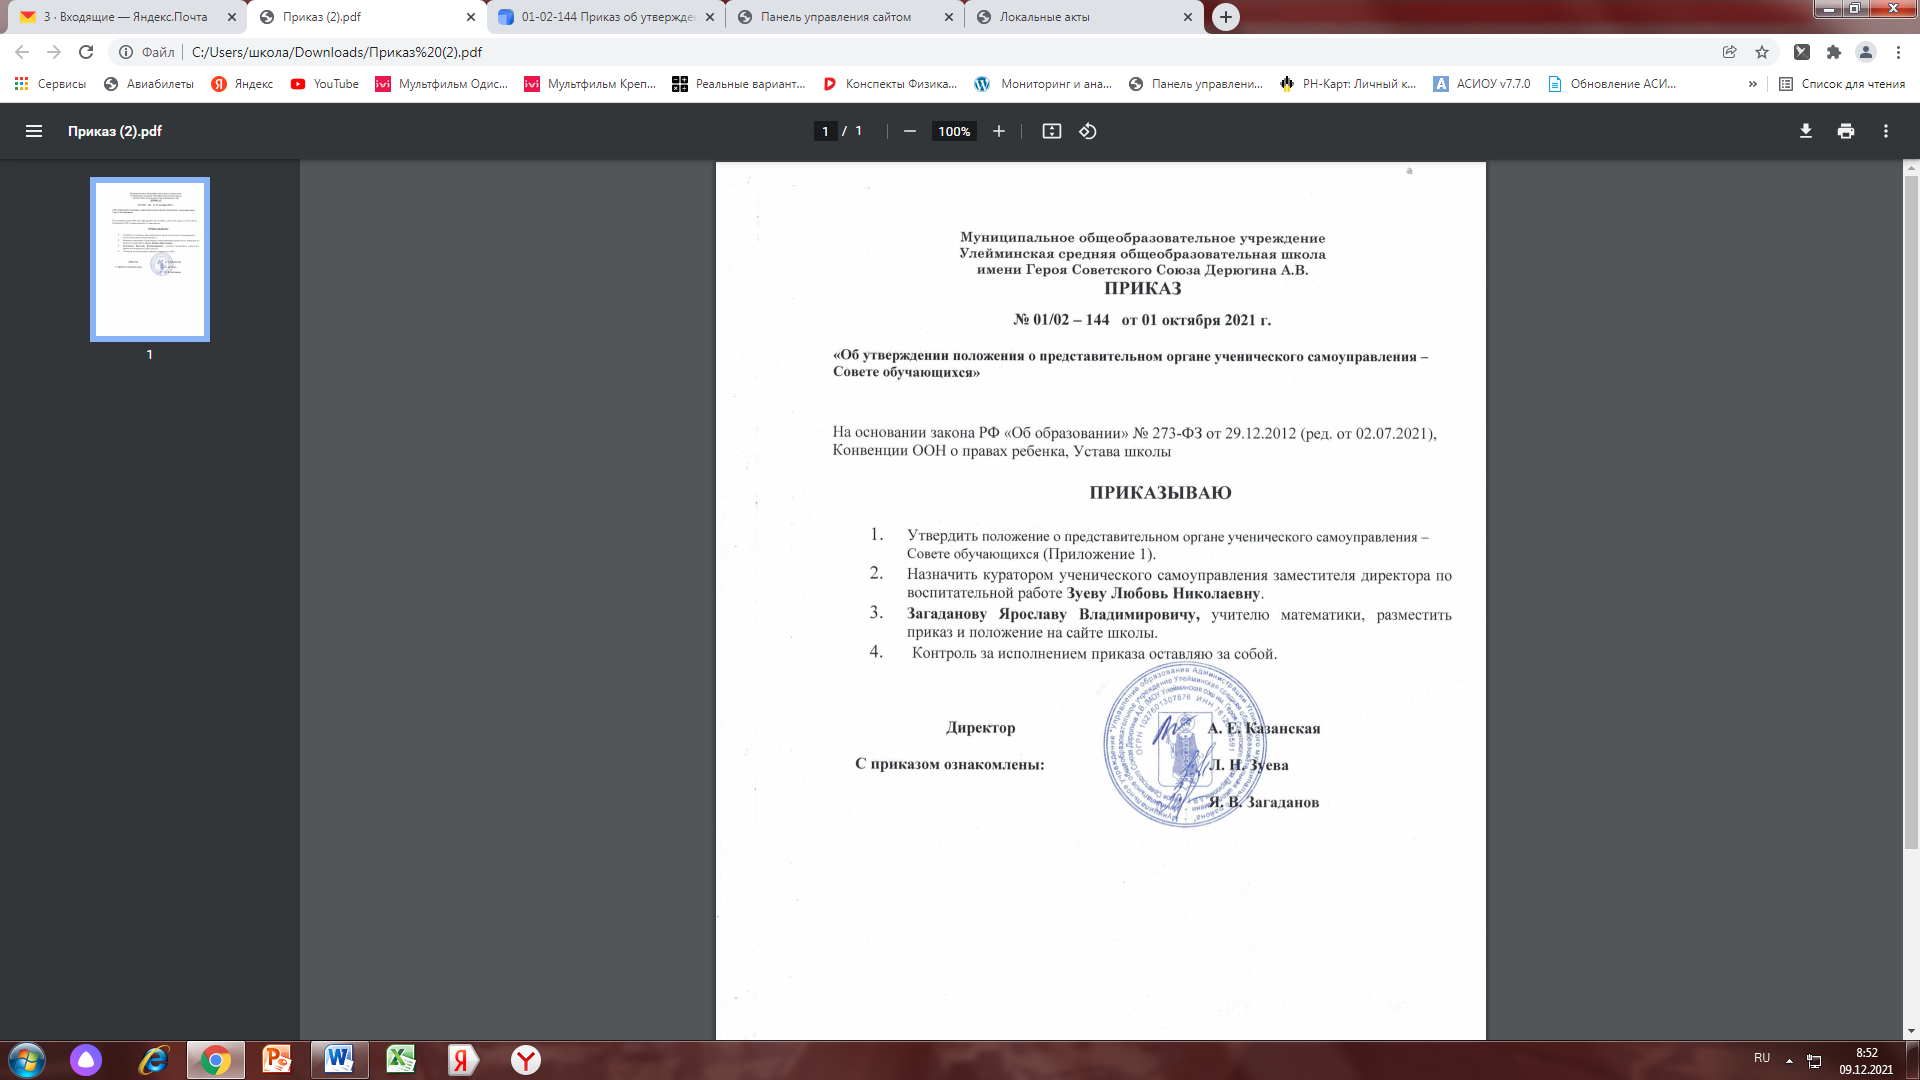 3 · Входящие — Яндекс.Почта
Приказ (2).pdf
01-02-144 Приказ об утвержде
Панель управления сайтом
Локальные акты
Файл
C:/Users/школа/Downloads/Приказ%20(2).pdf
Сервисы
Авиабилеты
Яндекс
YouTube
Мультфильм Одис...
Мультфильм Креп...
Реальные вариант...
Конспекты Физика...
Мониторинг и ана...
Панель управлени...
РН-Карт: Личный к...
АСИОУ v7.7.0
Обновление АСИ...
»
Список для чтения
Приказ (2).pdf
1 / 1
100%
1
Муниципальное общеобразовательное учреждение
Улейминская средняя общеобразовательная школа
имени Героя Советского Союза Дерюгина А.В.
ПРИКАЗ
№ 01/02 – 144 от 01 октября 2021 г.
«Об утверждении положения о представительном органе ученического самоуправления –
Совете обучающихся»
На основании закона РФ «Об образовании» № 273-ФЗ от 29.12.2012 (ред. от 02.07.2021),
Конвенции ООН о правах ребенка, Устава школы
ПРИКАЗЫВАЮ
1. Утвердить положение о представительном органе ученического самоуправления –
Совете обучающихся (Приложение 1).
2. Назначить куратором ученического самоуправления заместителя директора по
воспитательной работе Зуеву Любовь Николаевну.
3. Загаданову Ярославу Владимировичу, учителю математики, разместить
приказ и положение на сайте школы.
4. Контроль за исполнением приказа оставляю за собой.
Директор А. Е. Казанская
С приказом ознакомлены: Л. Н. Зуева
Я. В. Загаданов
RU
8:52
09.12.2021